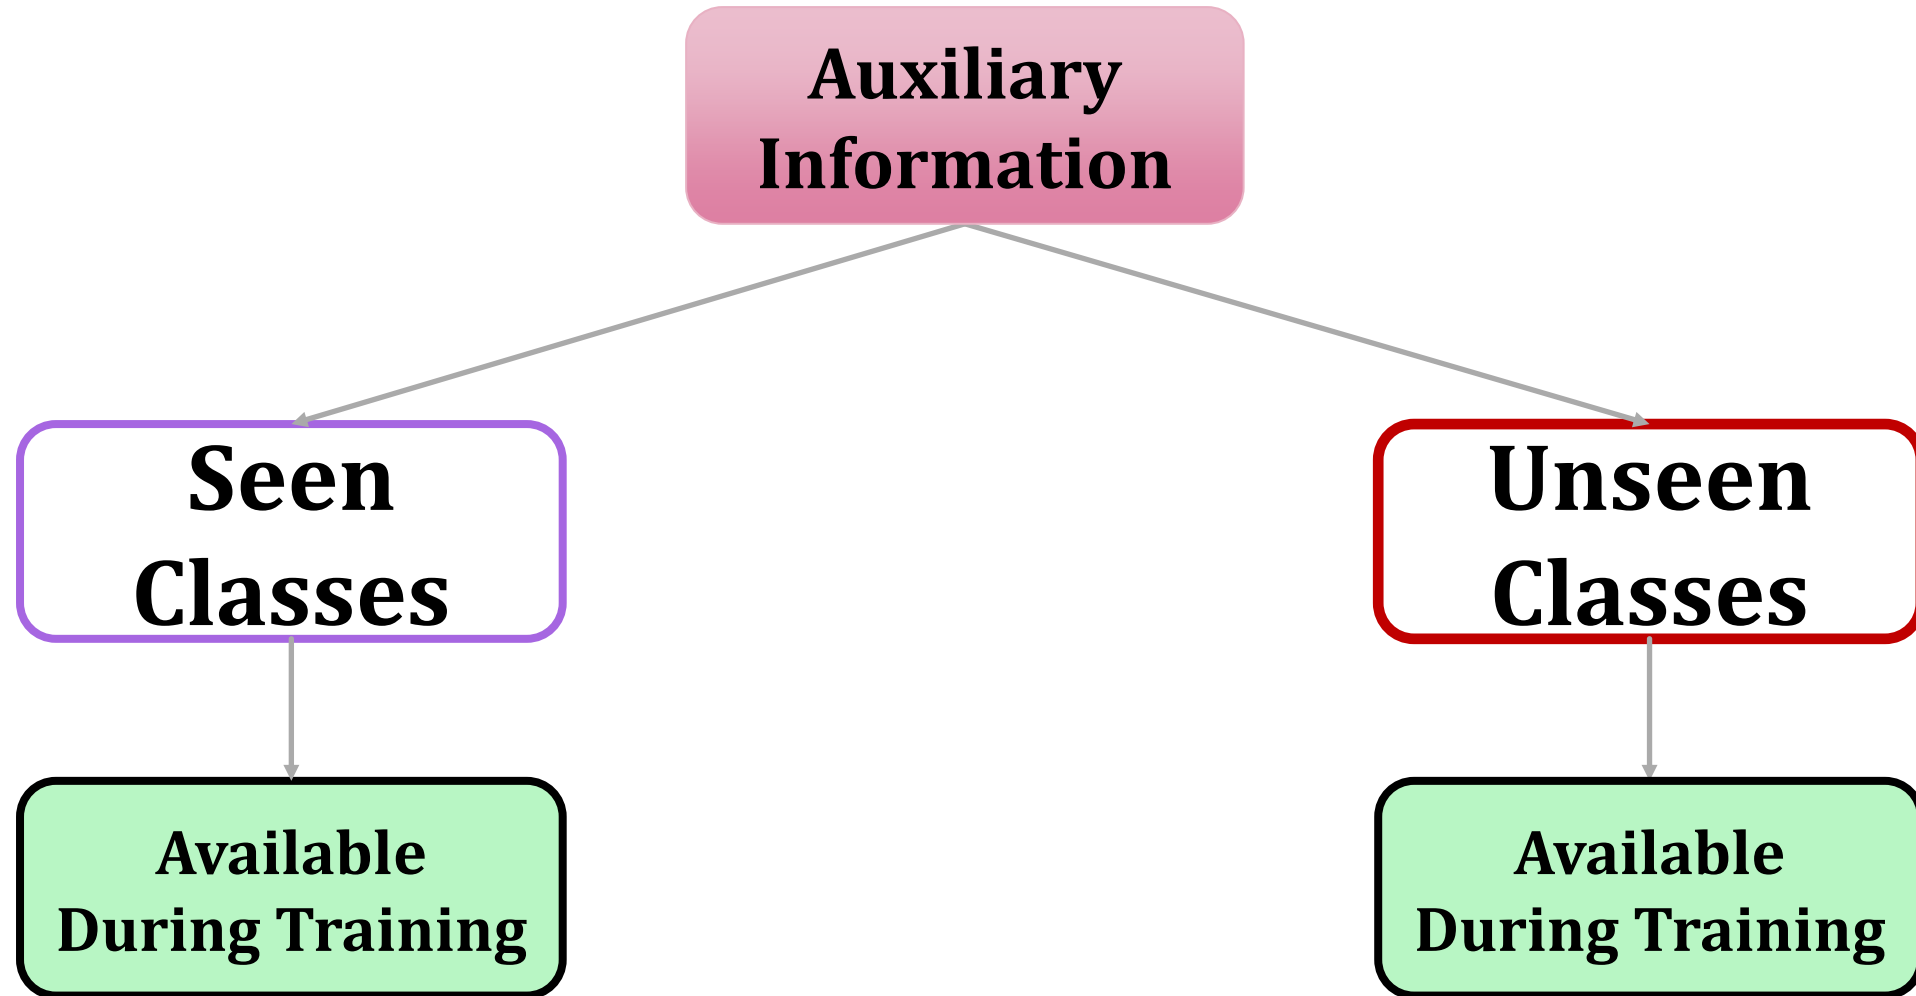 Auxiliary
Information
Seen
Classes
Unseen
Classes
Available
During Training
Available
During Training